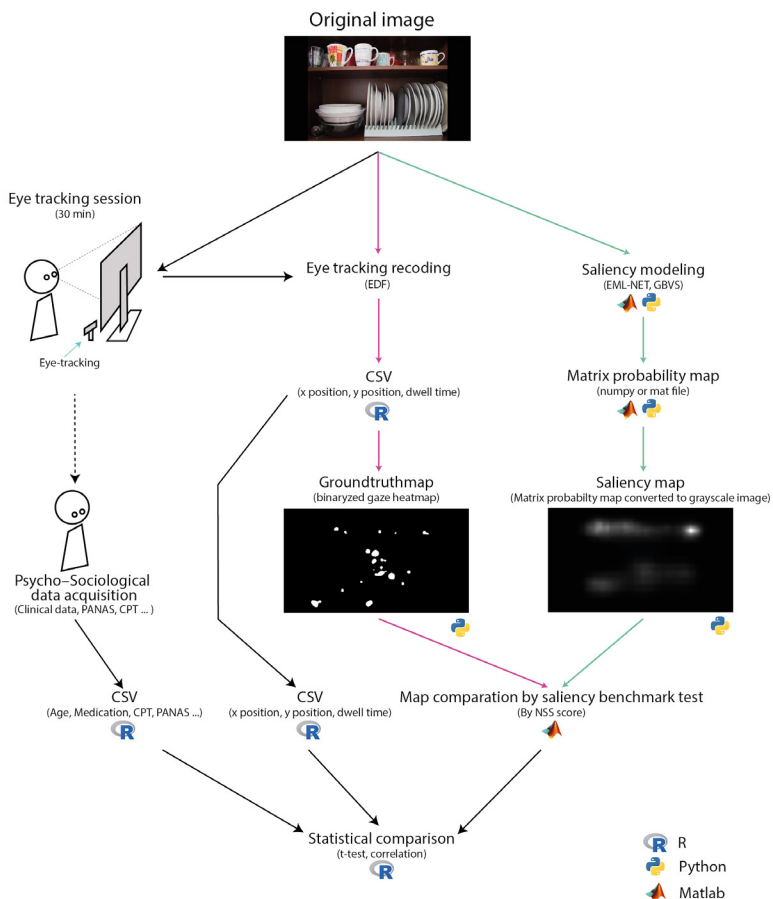 Original image
Eye tracking session
(30 min)
Eye-tracking
Eye tracking recoding
(EDF)
Saliency modeling
(EML-NET, GBVS)
CSV
(x position, y position, dwell time)
R
Matrix probability map
(numpy or mat file)
Groundtruthmap
(binaryzed gaze heatmap)
Saliency map
(Matrix probabilty map converted to grayscale image)
Psycho–Sociological
data acquisition
(Clinical data, PANAS, CPT ... )
CSV
(Age, Medication, CPT, PANAS ...)
R
CSV
(x position, y position, dwell time)
R
Map comparation by saliency benchmark test
(By NSS score)
Statistical comparison
(t-test, correlation)
R
R R
Python
Matlab